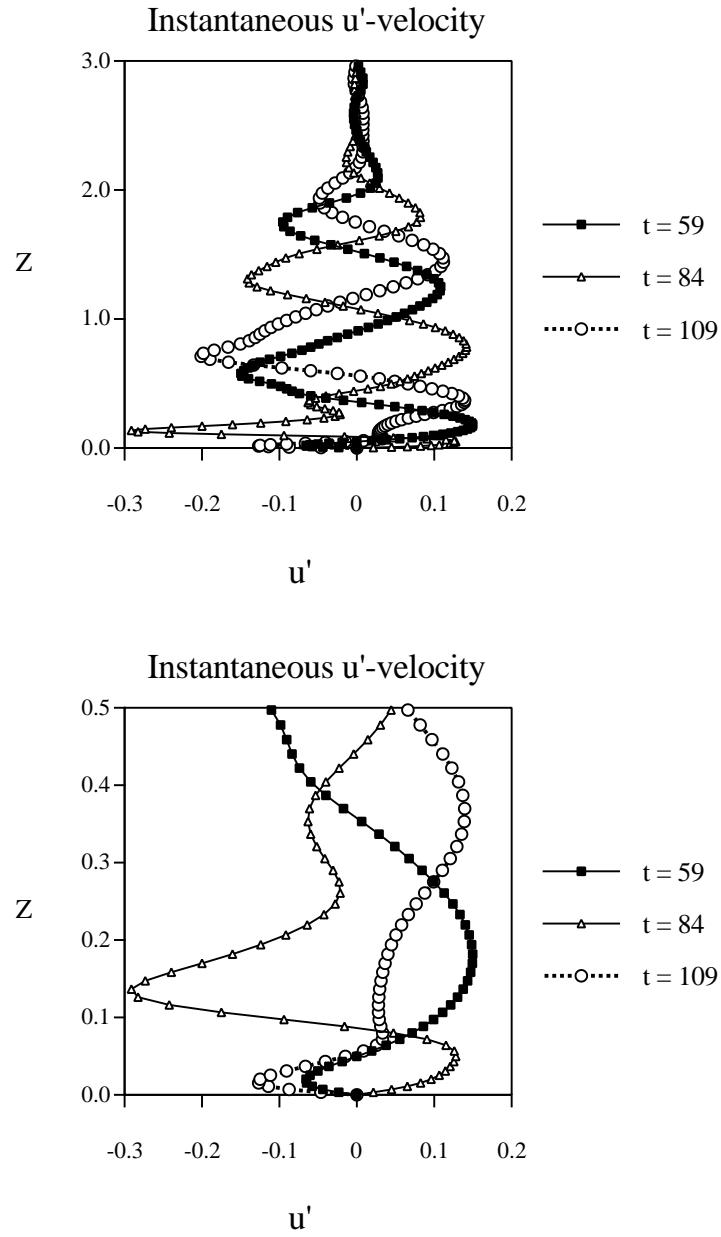 Instantaneous u'-velocity
3.0
2.0
1.0
0.0
z
t = 59
t = 84
t = 109
-0.3 -0.2 -0.1 0 0.1 0.2
u'
Instantaneous u'-velocity
0.5
0.4
0.3
0.2
0.1
0.0
z
t = 59
t = 84
t = 109
-0.3 -0.2 -0.1 0 0.1 0.2
u'